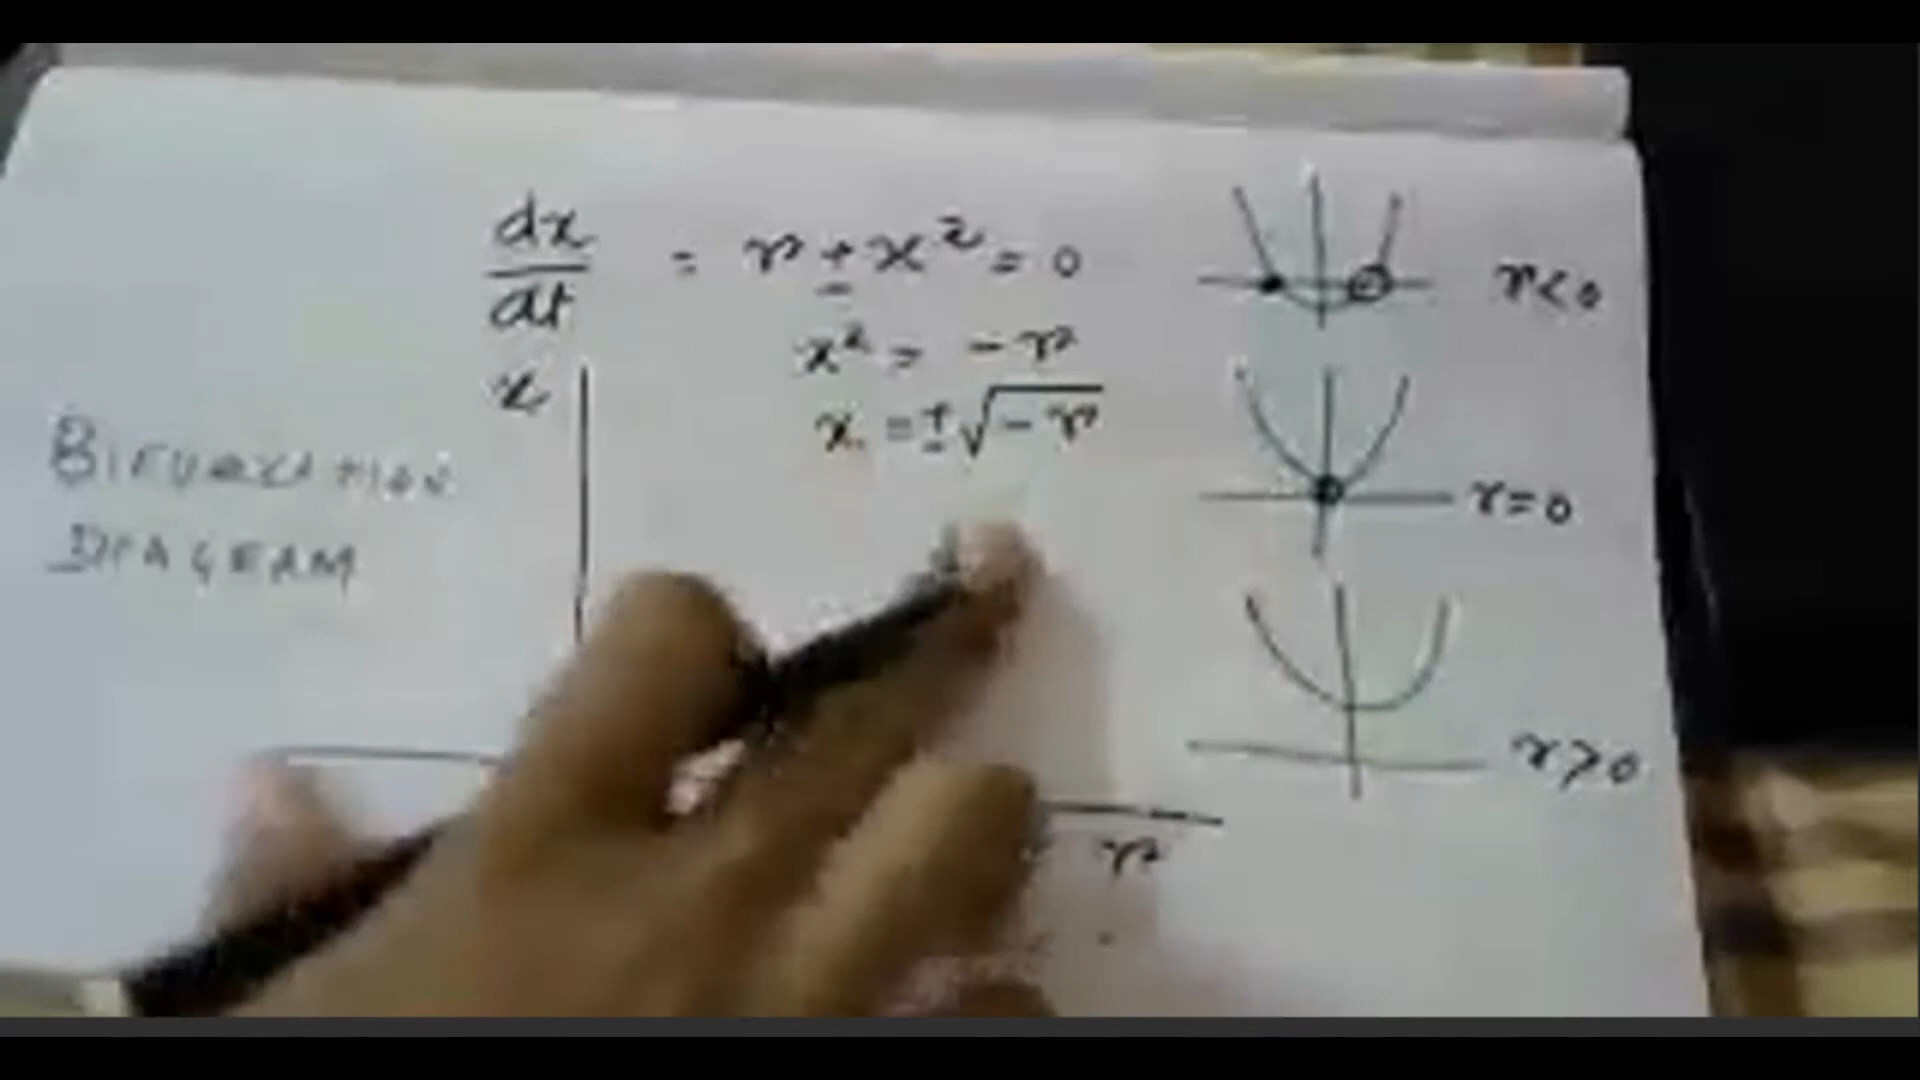 dx/dt = r + x² = 0
x² = - r
x = ±√-r
x
BIFURCATION
DIAGRAM
r
r<0
r=0
r>0